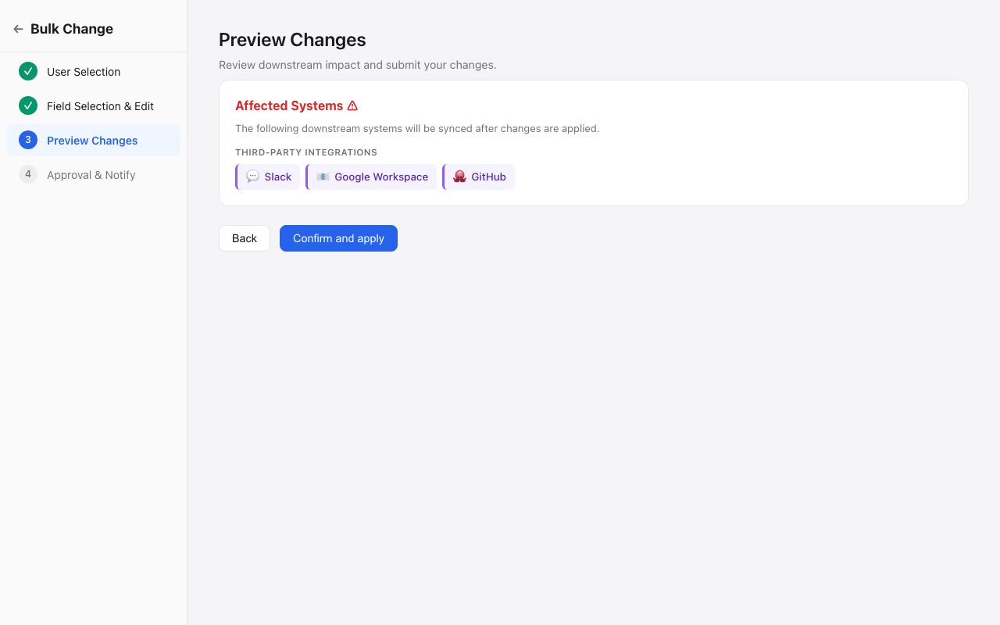 Bulk Change
User Selection
Field Selection & Edit
3 Preview Changes
4 Approval & Notify
Preview Changes
Review downstream impact and submit your changes.
Affected Systems
The following downstream systems will be synced after changes are applied.
THIRD-PARTY INTEGRATIONS
Slack Google Workspace GitHub
Back Confirm and apply